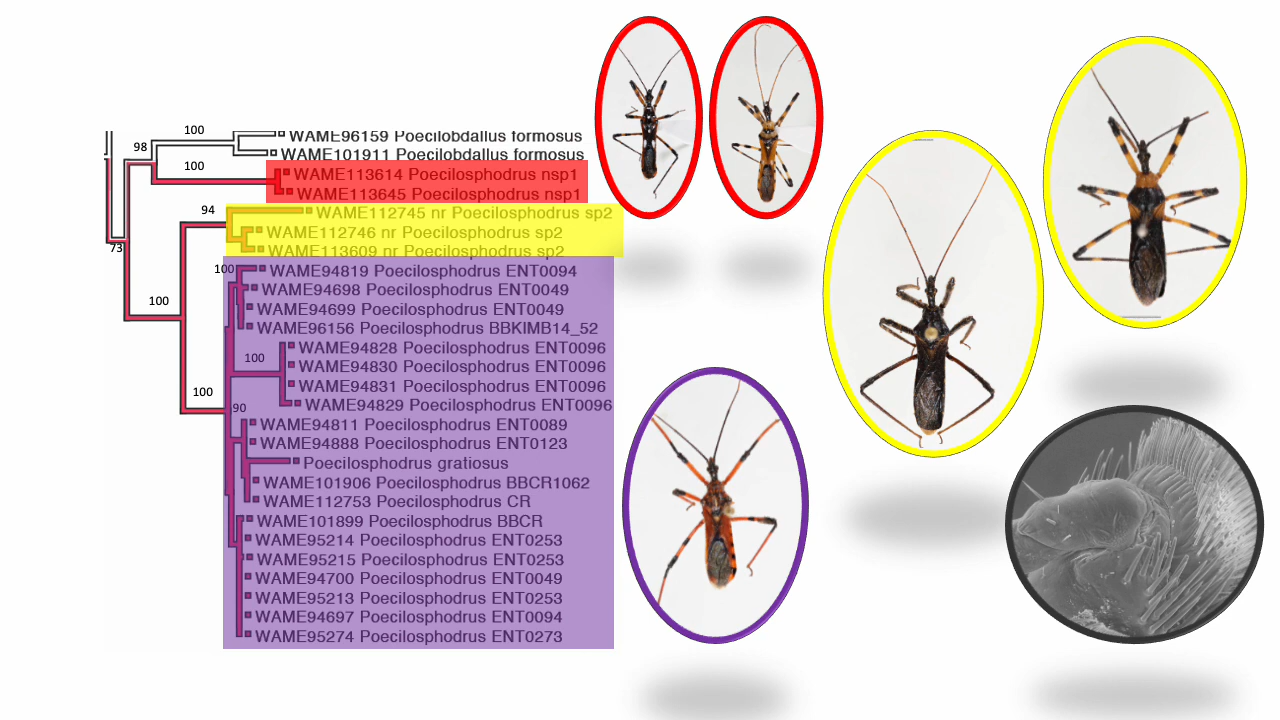 100
WAME96159 Poecilobdallus formosus
98
WAME101911 Poecilobdallus formosus
100
WAME113614 Poecilosphodrus nsp1
WAME113645 Poecilosphodrus nsp1
94
WAME112745 nr Poecilosphodrus sp2
WAME112746 nr Poecilosphodrus sp2
73
WAME113609 nr Poecilosphodrus sp2
100
WAME94819 Poecilosphodrus ENT0094
WAME94698 Poecilosphodrus ENT0049
100
WAME94699 Poecilosphodrus ENT0049
WAME96156 Poecilosphodrus BBKIMB14_52
WAME94828 Poecilosphodrus ENT0096
100
WAME94830 Poecilosphodrus ENT0096
WAME94831 Poecilosphodrus ENT0096
100
WAME94829 Poecilosphodrus ENT0096
90
WAME94811 Poecilosphodrus ENT0089
WAME94888 Poecilosphodrus ENT0123
Poecilosphodrus gratiosus
WAME101906 Poecilosphodrus BBCR1062
WAME112753 Poecilosphodrus CR
WAME101899 Poecilosphodrus BBCR
WAME95214 Poecilosphodrus ENT0253
WAME95215 Poecilosphodrus ENT0253
WAME94700 Poecilosphodrus ENT0049
WAME95213 Poecilosphodrus ENT0253
WAME94697 Poecilosphodrus ENT0094
WAME95274 Poecilosphodrus ENT0273